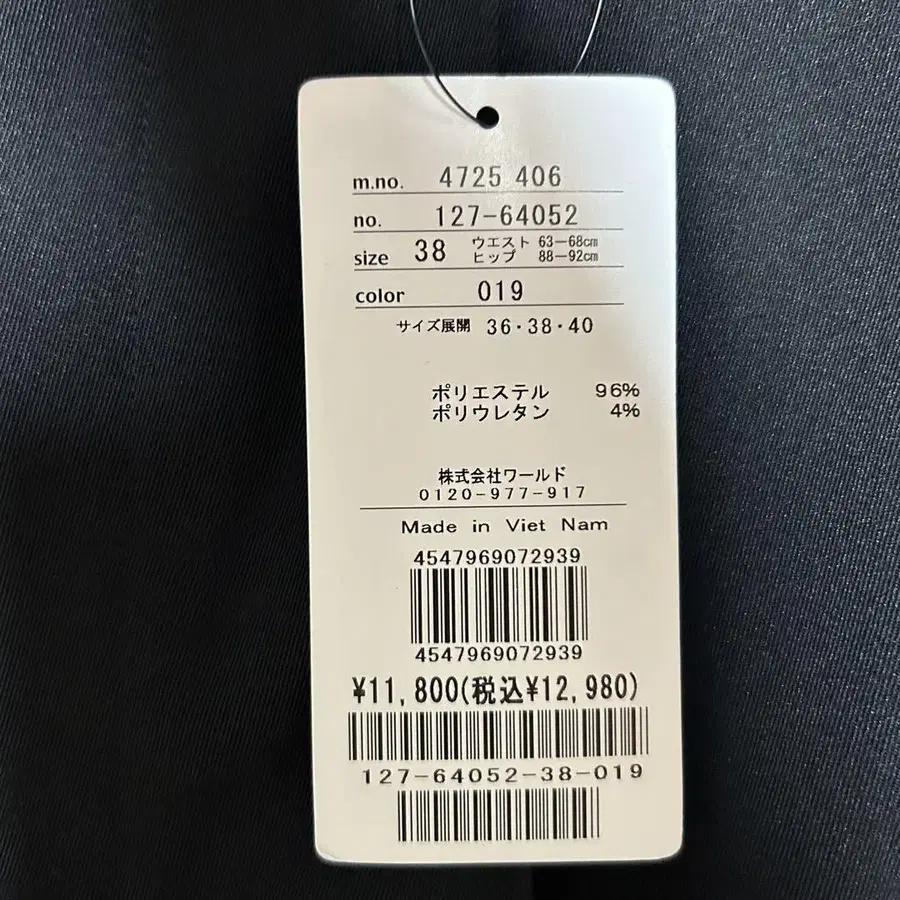 m.no. 4725 406
no. 127-64052
size 38 ウエスト 63-68㎝
ヒップ 88-92㎝
color 019
サイズ展開 36・38・40
ポリエステル 96%
ポリウレタン 4%
株式会社ワールド
0120-977-917
Made in Viet Nam
4547969072939
4547969072939
¥11,800(税込¥12,980)
127-64052-38-019